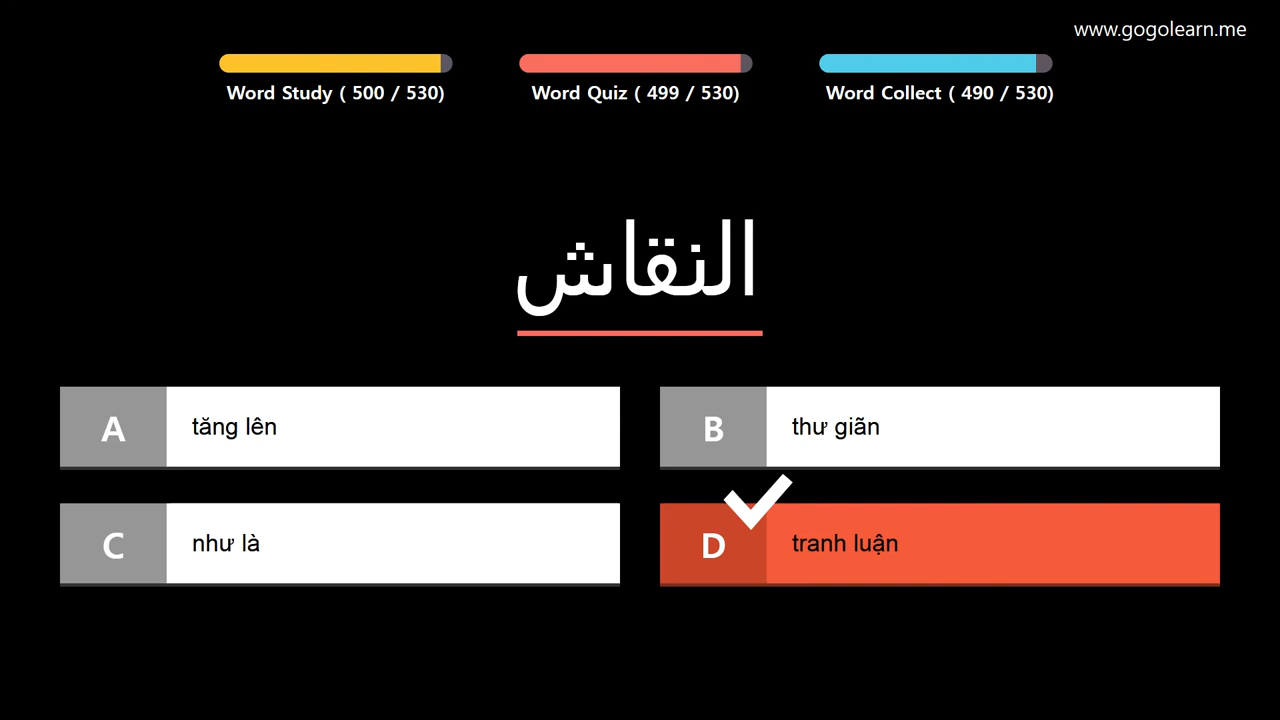 www.gogolearn.me
Word Study ( 500 / 530)
Word Quiz ( 499 / 530)
Word Collect ( 490 / 530)
النقاش
A
tăng lên
B
thư giãn
C
như là
D
tranh luận